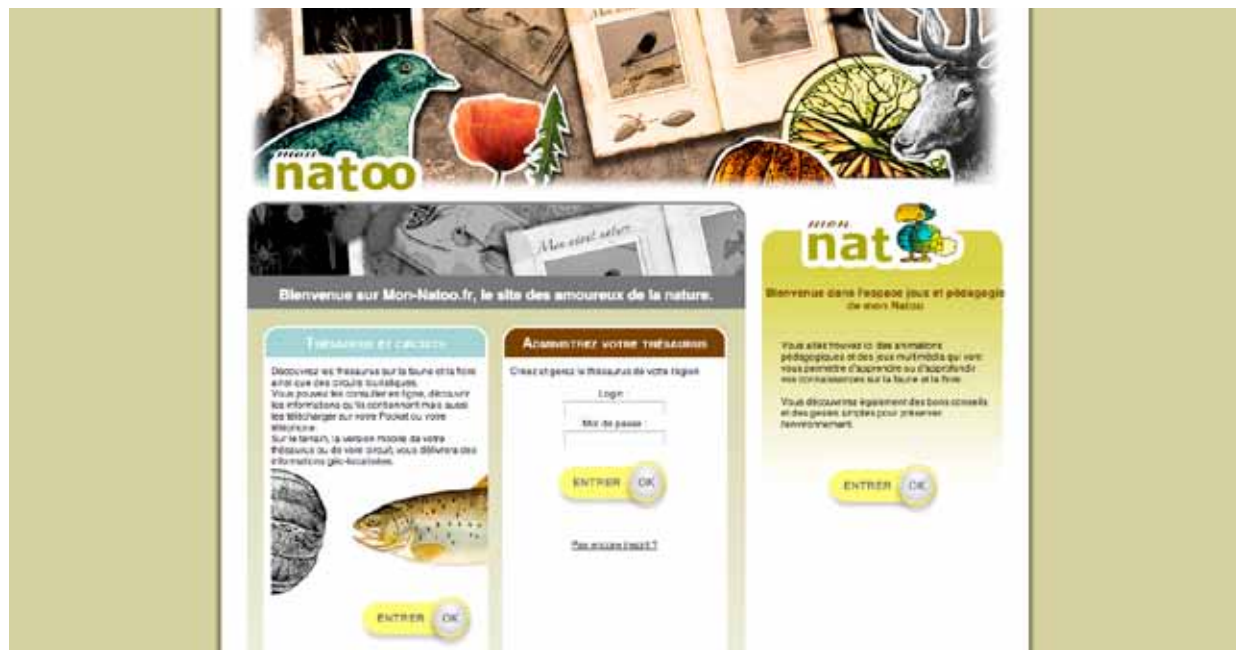 mon
natoo
Mon carnet nature
Bienvenue sur Mon-Natoo.fr, le site des amoureux de la nature.
THÉSAURUS ET CIRCUITS
Découvrez les thésaurus sur la faune et la flore
ainsi que des circuits touristiques.
Vous pouvez les consulter en ligne, découvrir
les informations qu'ils contiennent mais aussi
les télécharger sur votre Pocket ou votre
téléphone.
Sur le terrain, la version mobile de votre
thésaurus ou de votre circuit, vous délivrera des
informations géo-localisées.
ENTRER OK
ADMINISTREZ VOTRE THÉSAURUS
Créez et gérez le thésaurus de votre région
Login :
Mot de passe :
ENTRER OK
Pas encore inscrit ?
mon
nat
Bienvenue dans l'espace jeux et pédagogie
de mon Natoo
Vous allez trouvez ici des animations
pédagogiques et des jeux multimédia qui vont
vous permettre d'apprendre ou d'approfondir
vos connaissances sur la faune et la flore.
Vous découvrirez également des bons conseils
et des gestes simples pour préserver
l'environnement.
ENTRER OK